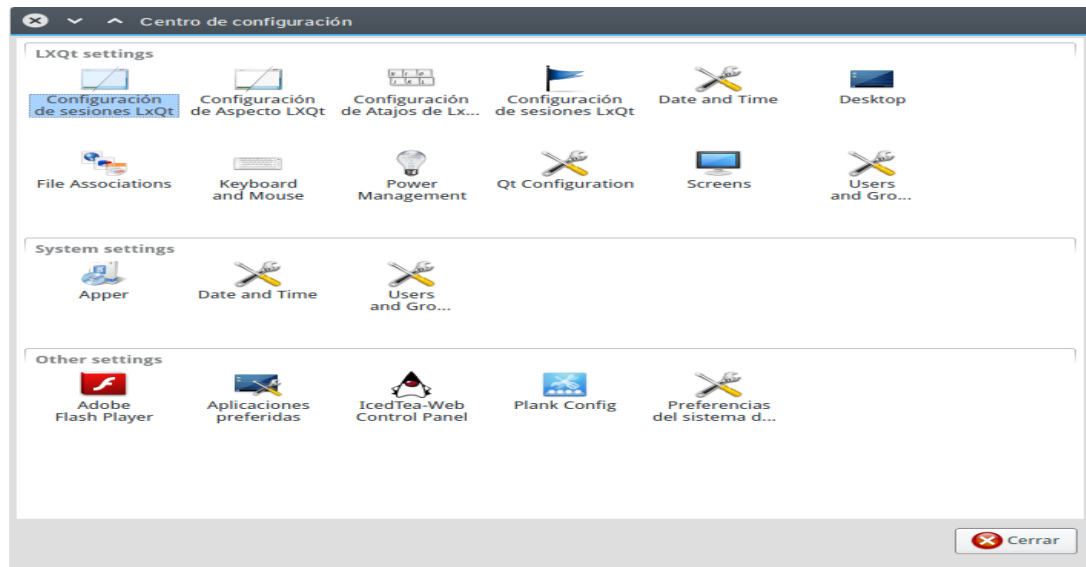 Centro de configuración
LXQt settings
Configuración
de sesiones LxQt
Configuración
de Aspecto LXQt
Configuración
de Atajos de Lx...
Configuración
de sesiones LxQt
Date and Time
Desktop
File Associations
Keyboard
and Mouse
Power
Management
Qt Configuration
Screens
Users
and Gro...
System settings
Apper
Date and Time
Users
and Gro...
Other settings
Adobe
Flash Player
Aplicaciones
preferidas
IcedTea-Web
Control Panel
Plank Config
Preferencias
del sistema d...
Cerrar